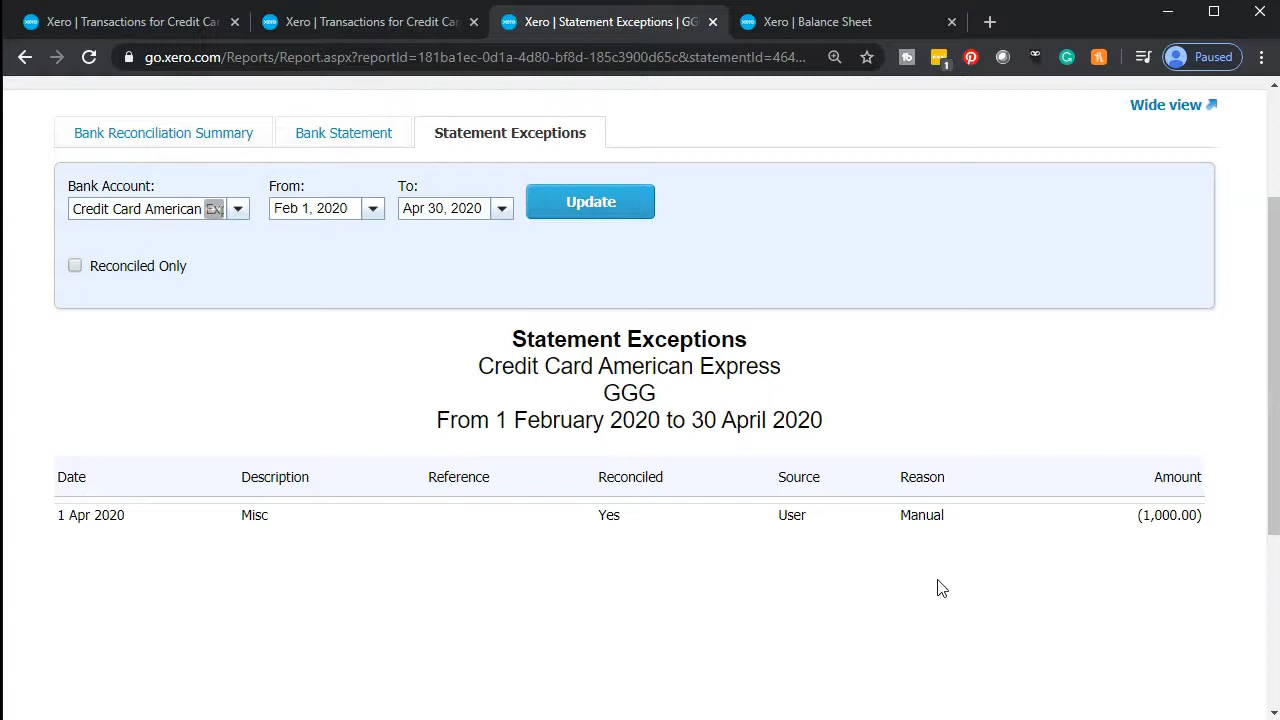 Xero | Transactions for Credit Ca
Xero | Transactions for Credit Ca
Xero | Statement Exceptions | GG
Xero | Balance Sheet
go.xero.com/Reports/Report.aspx?reportId=181ba1ec-0d1a-4d80-bf8d-185c3900d65c&statementId=464...
1
Paused
Wide view
Bank Reconciliation Summary
Bank Statement
Statement Exceptions
Bank Account: From: To:
Credit Card American Exp Feb 1, 2020 Apr 30, 2020 Update
Reconciled Only
Statement Exceptions
Credit Card American Express
GGG
From 1 February 2020 to 30 April 2020
Date Description Reference Reconciled Source Reason Amount
1 Apr 2020 Misc Yes User Manual (1,000.00)